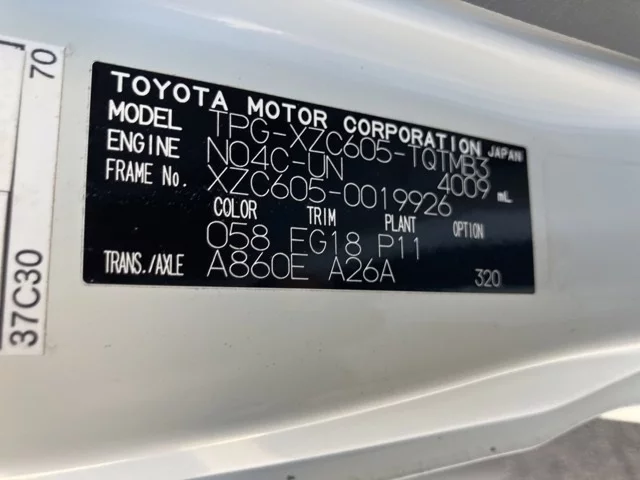 TOYOTA MOTOR CORPORATION JAPAN
MODEL TPG-XZC605-TQTMB3
ENGINE N04C-UN 4009 mL
FRAME No. XZC605-0019926
COLOR TRIM PLANT OPTION
058 EG18 P11
TRANS./AXLE A860E A26A 320
70
37C30